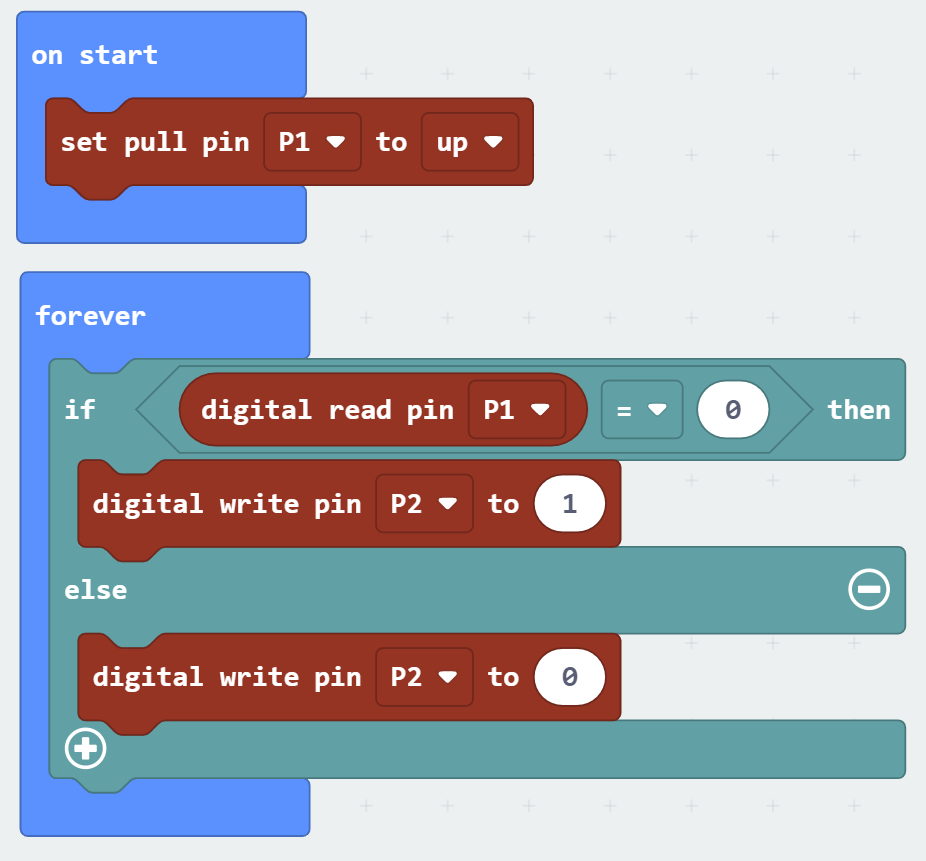 on start
set pull pin P1 to up
forever
if digital read pin P1 = 0 then
digital write pin P2 to 1
else
digital write pin P2 to 0